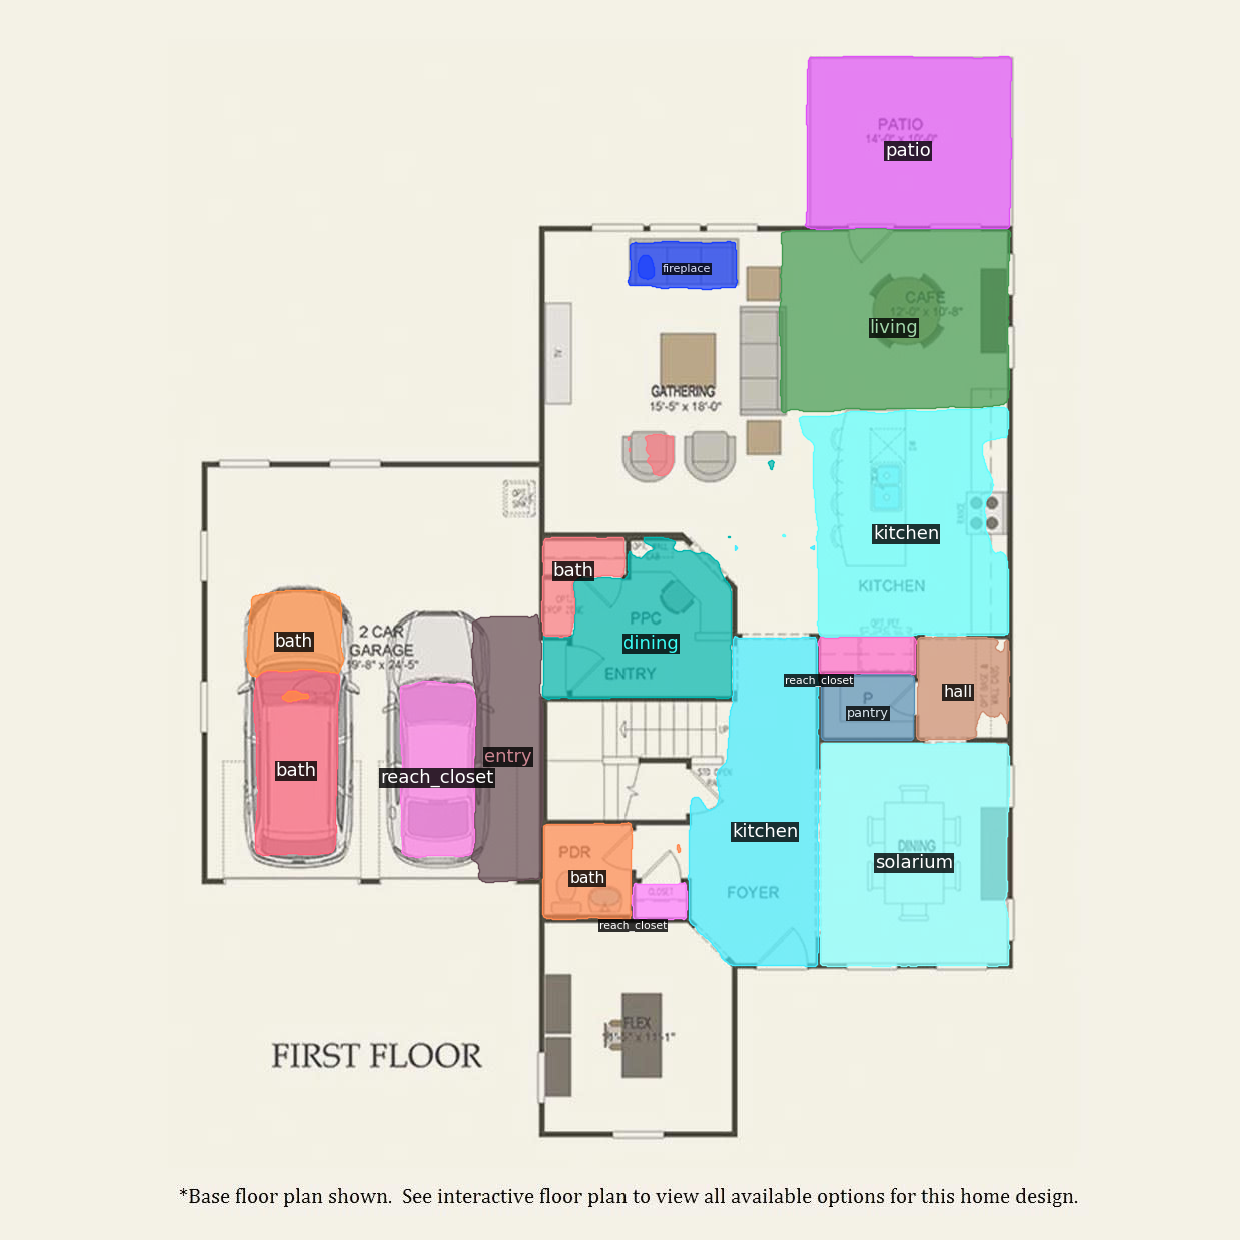 PATIO
14'-0" x 10'-0"
patio
fireplace
CAFE
12'-0" x 10'-8"
living
TV
GATHERING
15'-5" x 18'-0"
kitchen
KITCHEN
OPT
bath
PPC
dining
ENTRY
2 CAR
GARAGE
19'-8" x 24'-5"
bath
reach_closet
hall
P
pantry
UP
entry
bath
reach_closet
kitchen
DINING
solarium
PDR
bath
CLOSET
FOYER
reach_closet
FLEX
11'-5" x 11'-1"
FIRST FLOOR
*Base floor plan shown.  See interactive floor plan to view all available options for this home design.